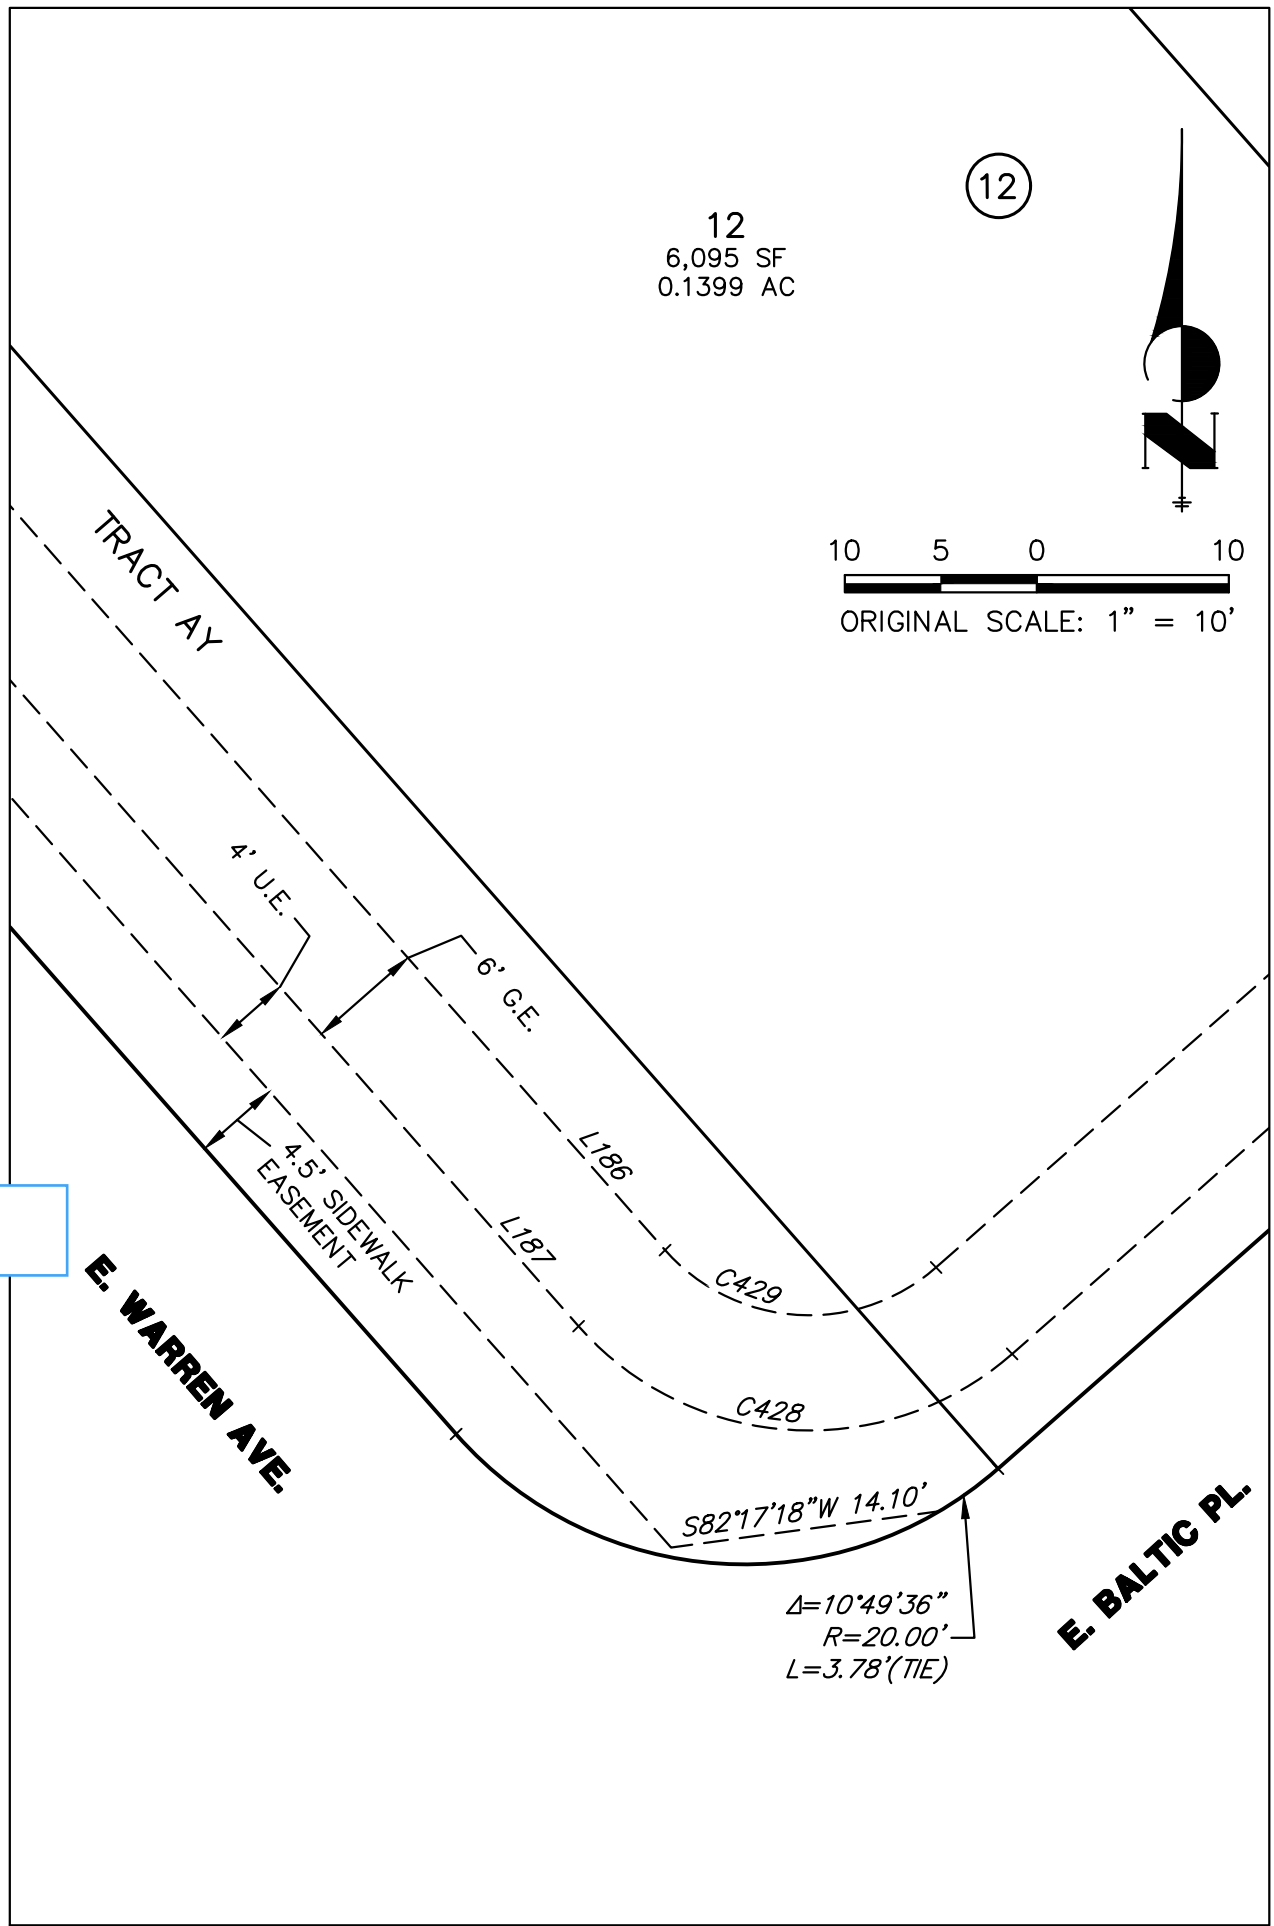 12
12
6,095 SF
0.1399 AC
N
10 5 0 10
ORIGINAL SCALE: 1" = 10'
TRACT AY
4' U.E.
6' G.E.
L186
4.5' SIDEWALK
EASEMENT
L187
C429
C428
E. WARREN AVE.
S82°17'18"W 14.10'
E. BALTIC PL.
Δ=10°49'36"
R=20.00'
L=3.78'(TIE)